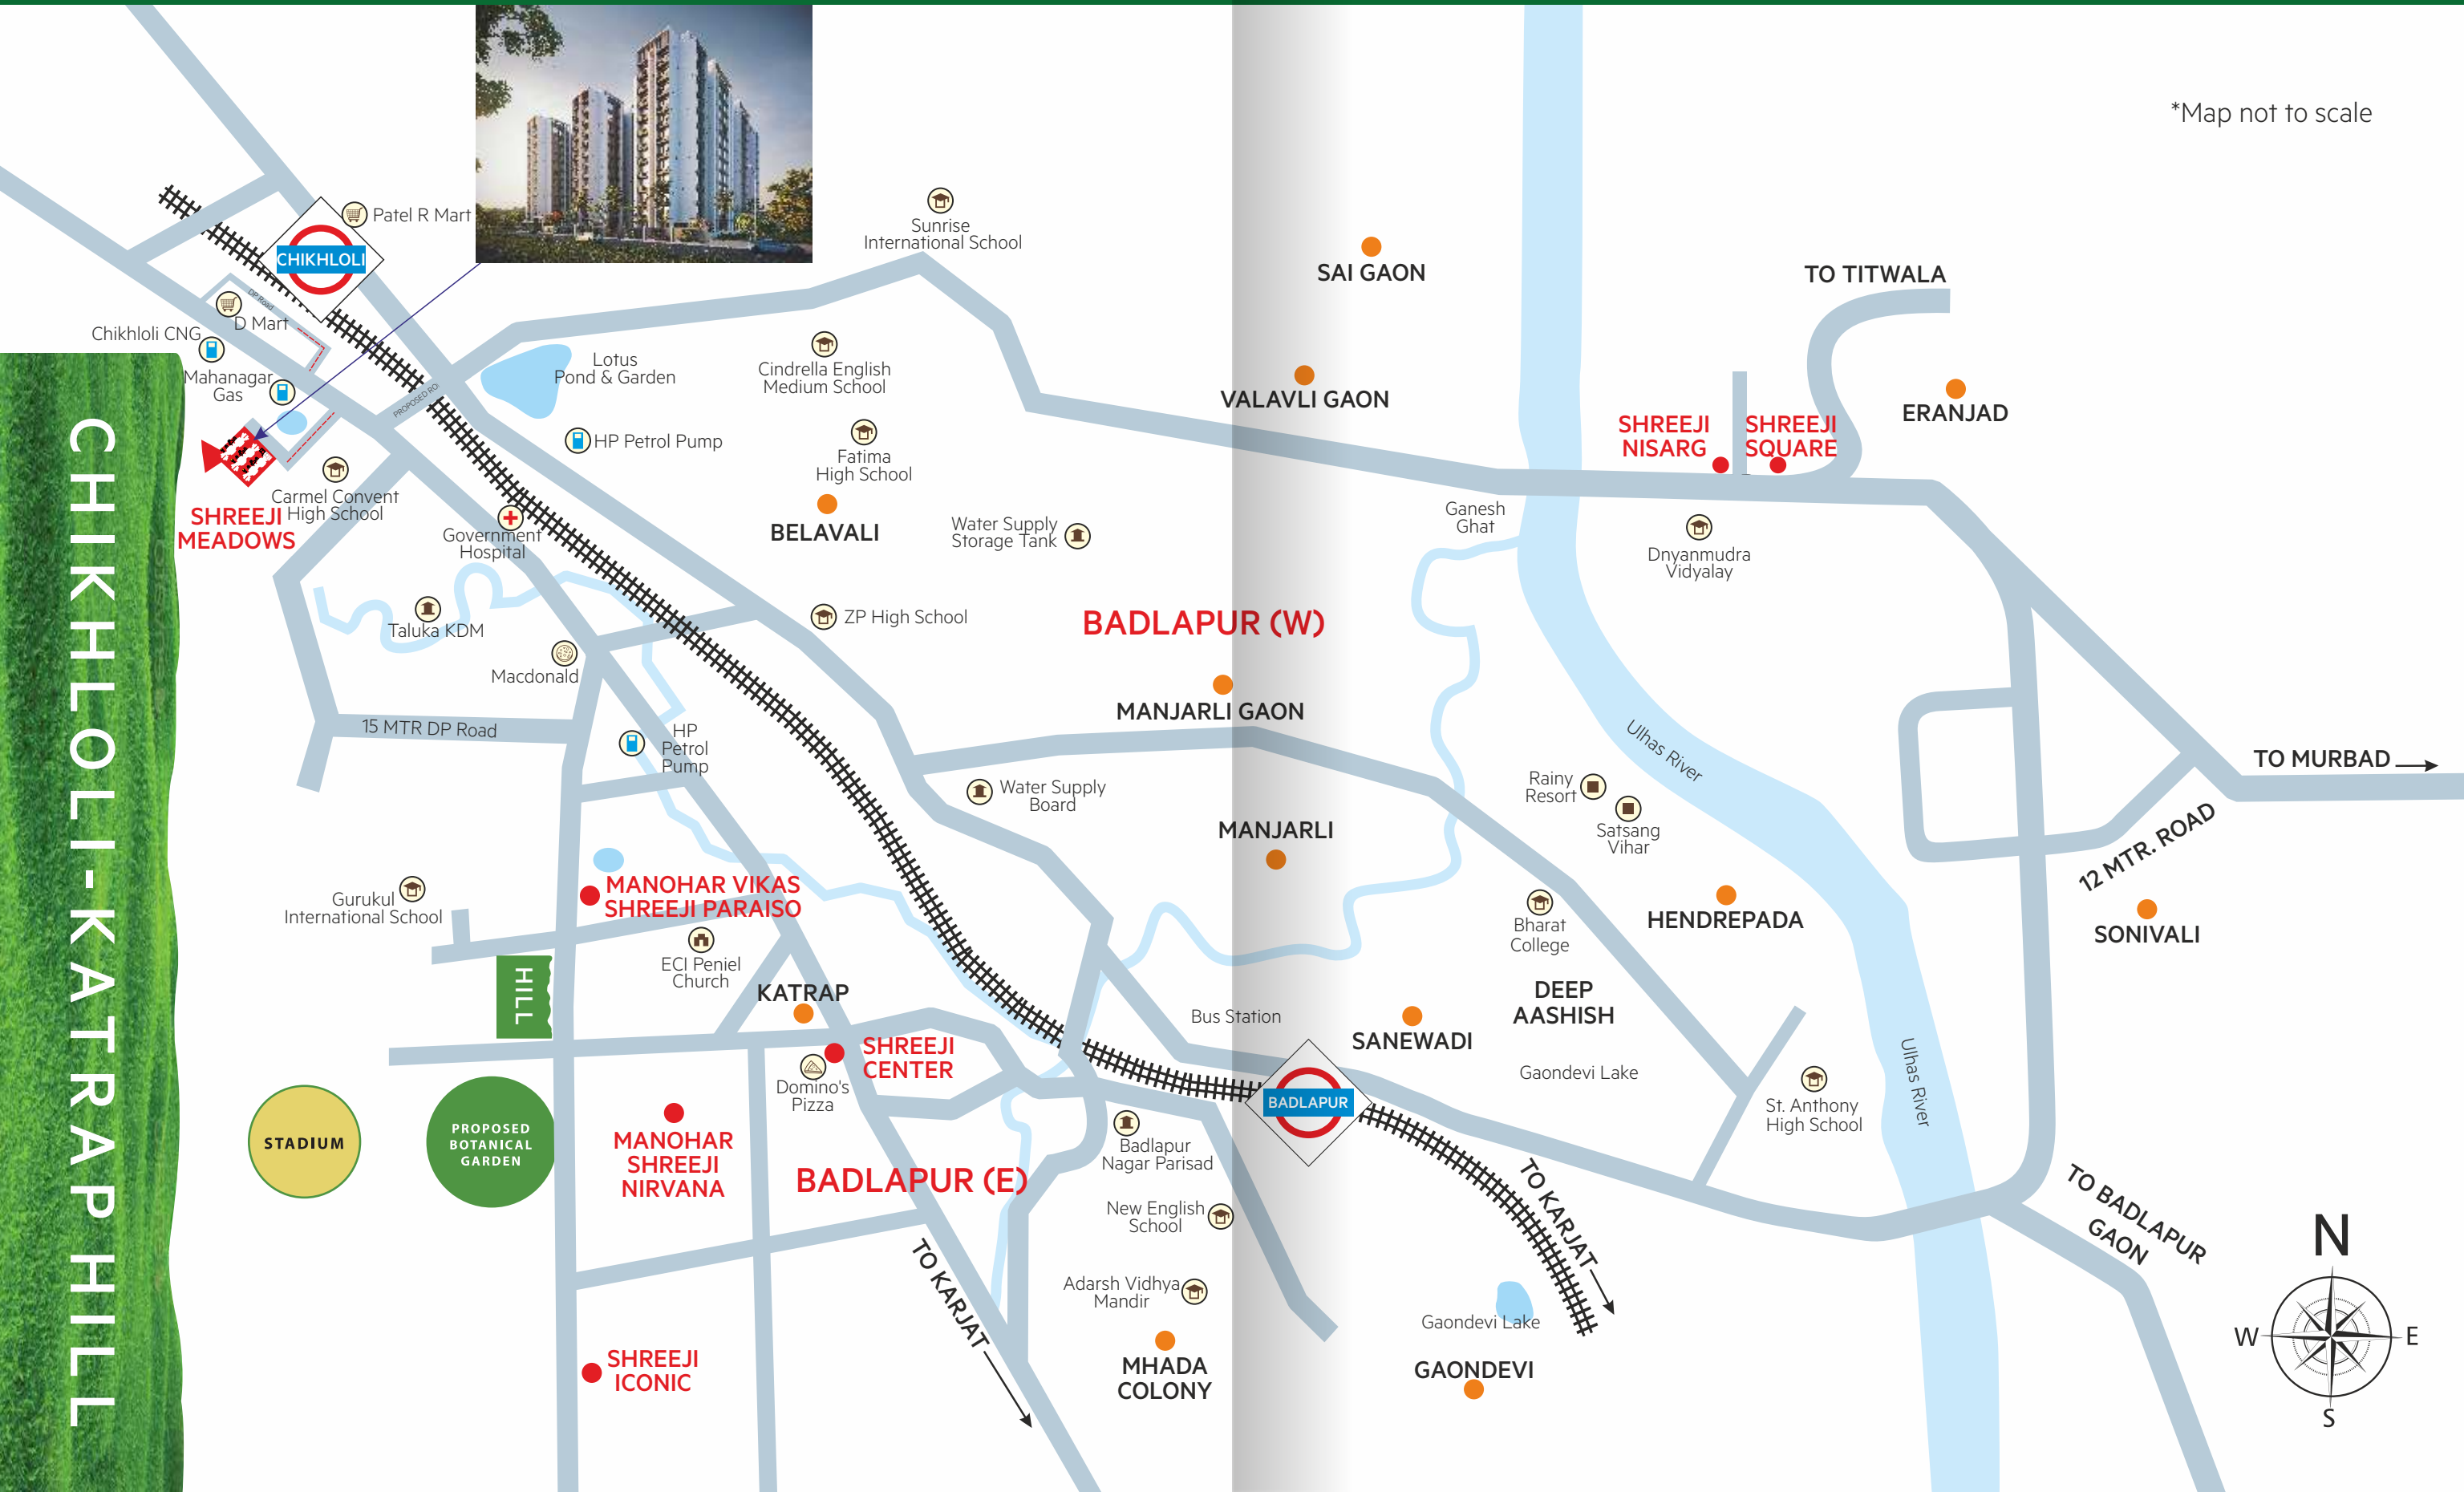 *Map not to scale
Patel R Mart
CHIKHLOLI
Sunrise
International School
SAI GAON
TO TITWALA
DP Road
D Mart
Chikhloli CNG
Mahanagar
Gas
PROPOSED RD.
Lotus
Pond & Garden
Cindrella English
Medium School
VALAVLI GAON
ERANJAD
SHREEJI
NISARG
SHREEJI
SQUARE
HP Petrol Pump
Fatima
High School
Carmel Convent
High School
SHREEJI
MEADOWS
Government
Hospital
BELAVALI
Water Supply
Storage Tank
Ganesh
Ghat
Dnyanmudra
Vidyalay
Taluka KDM
ZP High School
BADLAPUR (W)
Macdonald
MANJARLI GAON
15 MTR DP Road
HP
Petrol
Pump
Ulhas River
TO MURBAD
Water Supply
Board
Rainy
Resort
Satsang
Vihar
MANJARLI
12 MTR. ROAD
CHIKHLOLI-KATRAP HILL
Gurukul
International School
MANOHAR VIKAS
SHREEJI PARAISO
Bharat
College
HENDREPADA
SONIVALI
ECI Peniel
Church
HILL
KATRAP
DEEP
AASHISH
Bus Station
SANEWADI
SHREEJI
CENTER
Domino's
Pizza
Gaondevi Lake
BADLAPUR
St. Anthony
High School
Ulhas River
STADIUM
PROPOSED
BOTANICAL
GARDEN
MANOHAR
SHREEJI
NIRVANA
BADLAPUR (E)
Badlapur
Nagar Parisad
TO KARJAT
TO BADLAPUR
GAON
New English
School
TO KARJAT
Adarsh Vidhya
Mandir
Gaondevi Lake
SHREEJI
ICONIC
MHADA
COLONY
GAONDEVI
N
W
E
S